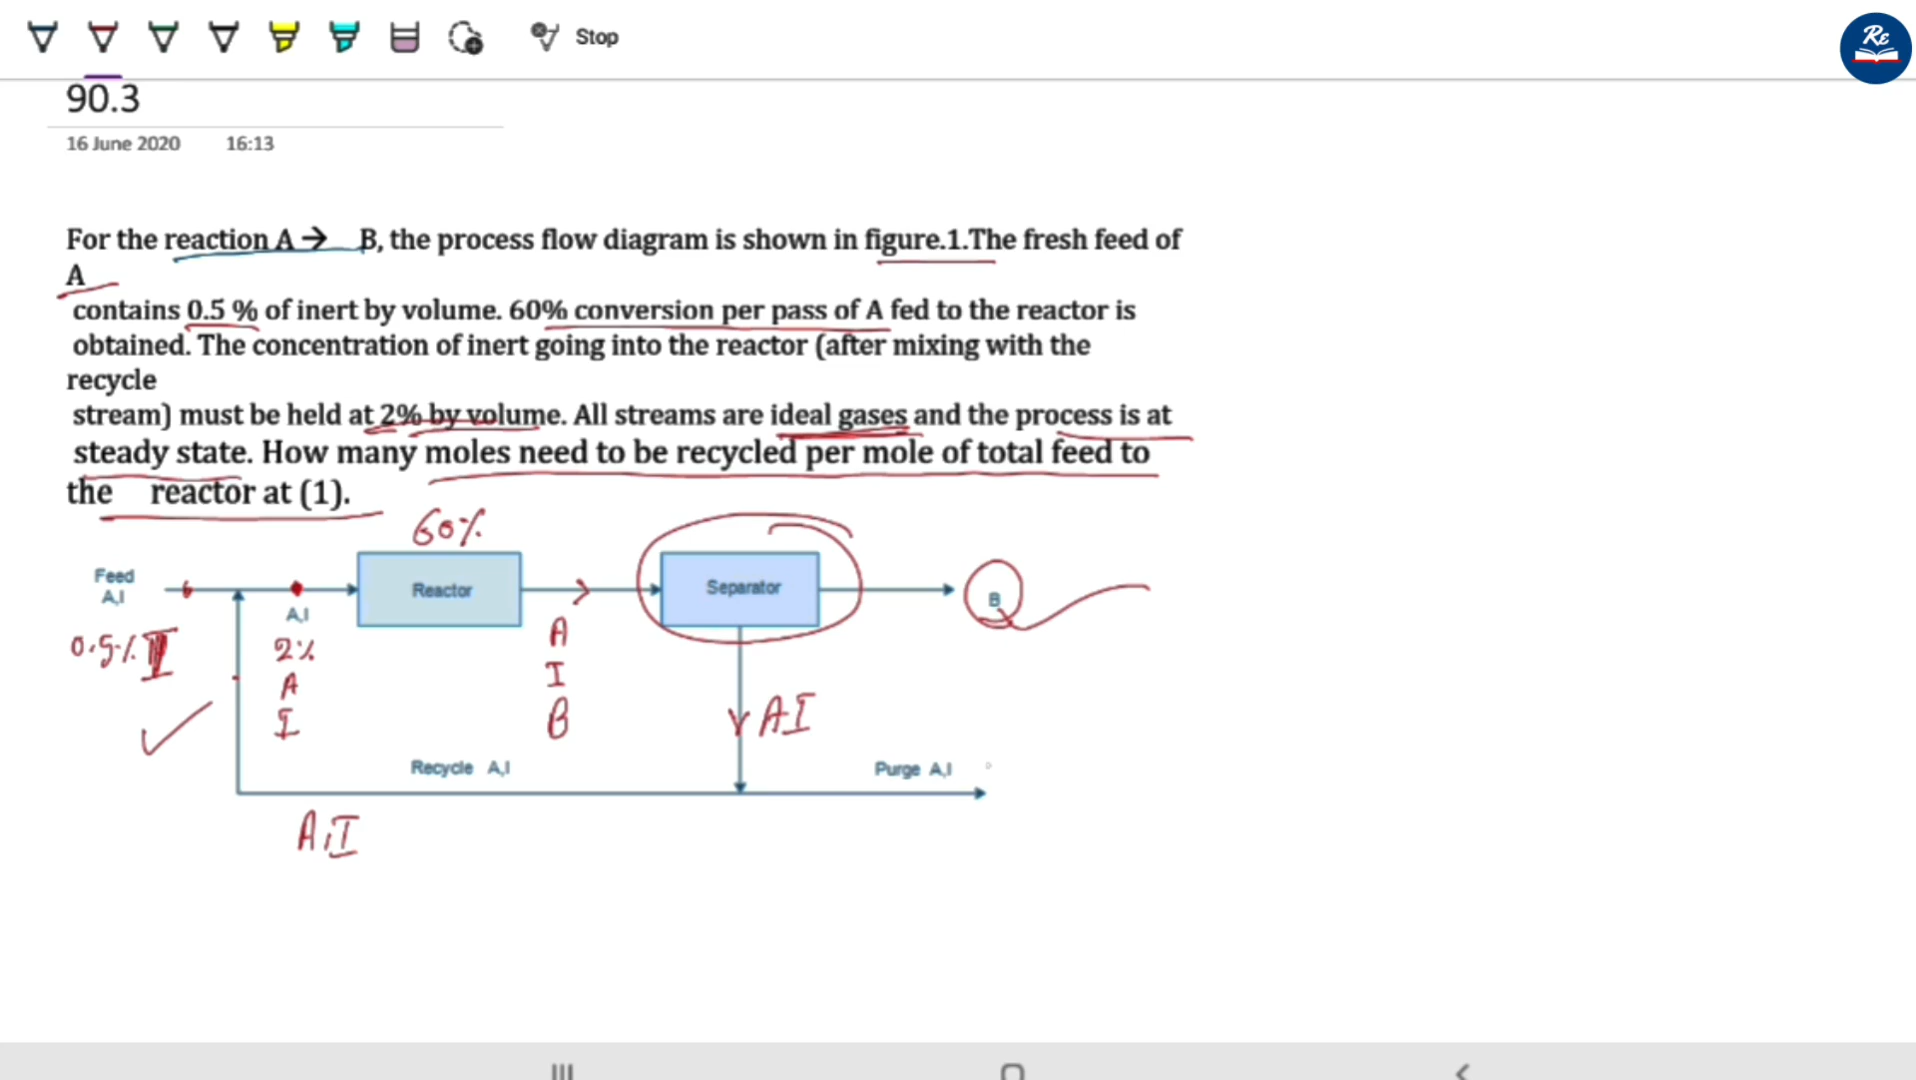 Stop
RE
90.3
16 June 2020 16:13
For the reaction A → B, the process flow diagram is shown in figure.1.The fresh feed of
A
contains 0.5 % of inert by volume. 60% conversion per pass of A fed to the reactor is
obtained. The concentration of inert going into the reactor (after mixing with the
recycle
stream) must be held at 2% by volume. All streams are ideal gases and the process is at
steady state. How many moles need to be recycled per mole of total feed to
the reactor at (1).
60%
Feed
A,I
Reactor
Separator
B
A,I
0.5% I
2%
A
I
A
I
B
A I
Recycle A,I
Purge A,I
A,I